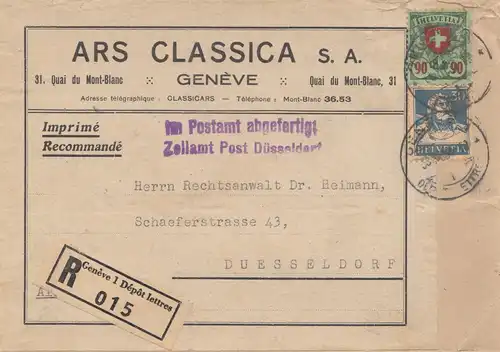 ARS CLASSICA S. A.
31. Quai du Mont-Blanc
GENÈVE
Quai du Mont-Blanc, 31
Adresse télégraphique : CLASSICARS — Téléphone : Mont-Blanc 36.53
Imprimé
Recommandé
Im Postamt abgefertigt
Zollamt Post Düsseldorf
Herrn Rechtsanwalt Dr. Heimann,
Schaeferstrasse 43,
DUESSELDORF
R
Genève 1 Dépôt lettres
015
HELVETIA
90 90
HELVETIA